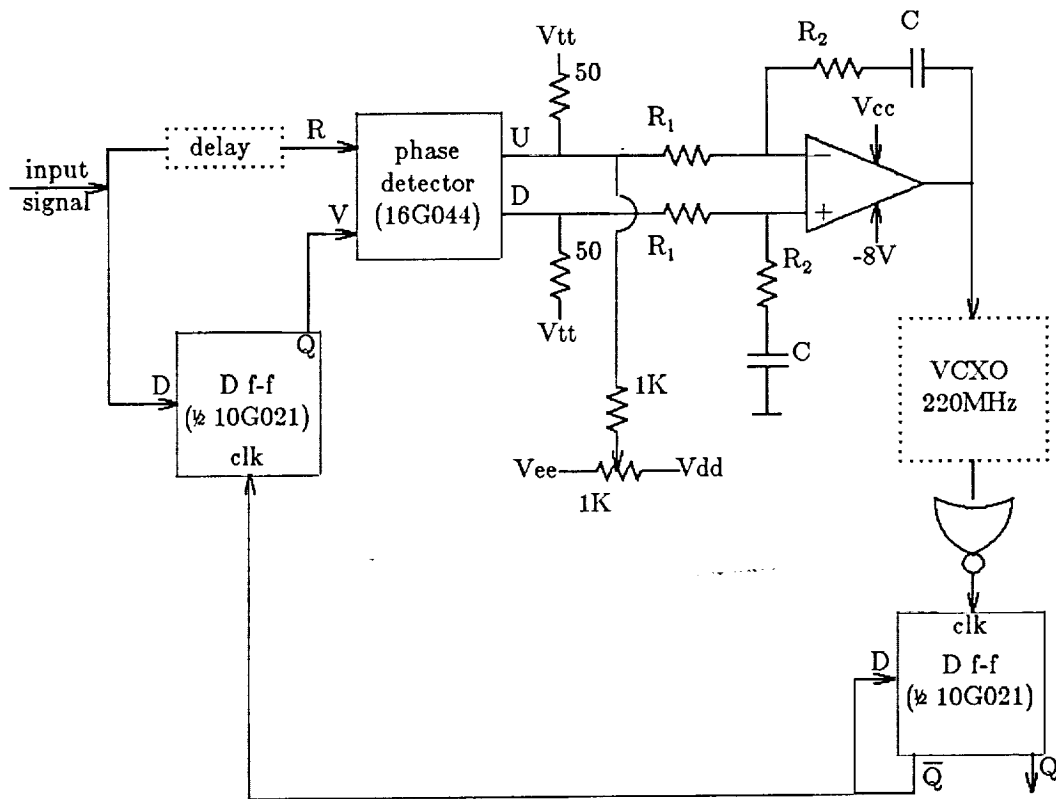 Vtt
50
R₂
C
Vcc
R
delay
input
signal
V
phase
detector
(16G044)
U
D
R₁
R₁
−
+
-8V
50
R₂
Vtt
C
Q
D
D f-f
(½ 10G021)
clk
1K
Vee
Vdd
1K
VCXO
220MHz
clk
D
D f-f
(½ 10G021)
Q̅
Q